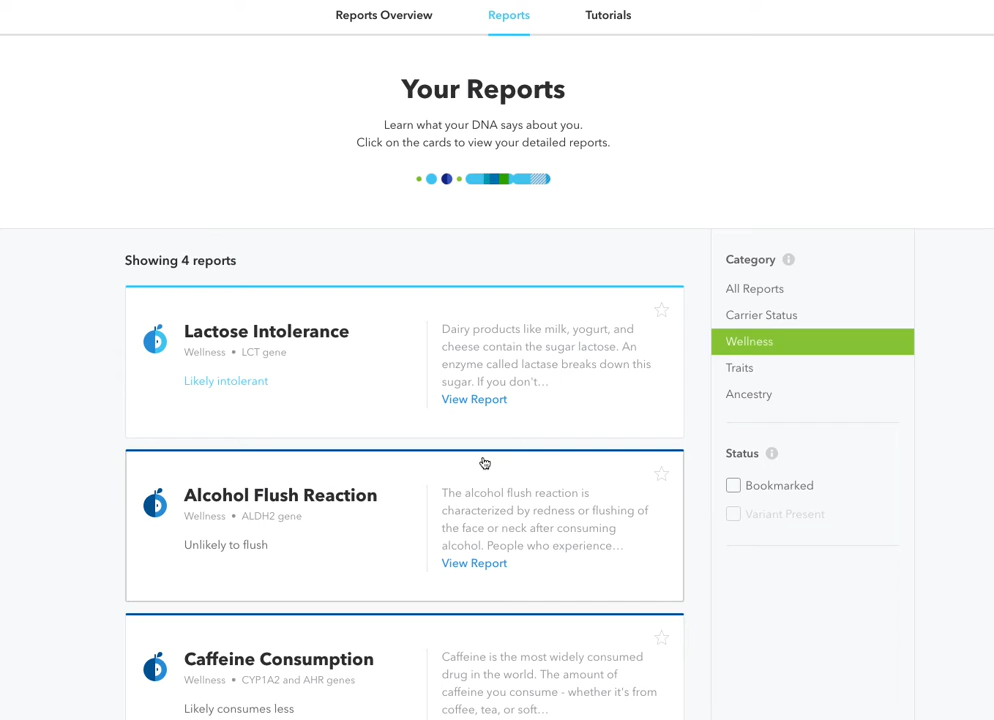 Reports Overview
Reports
Tutorials
Your Reports
Learn what your DNA says about you.
Click on the cards to view your detailed reports.
Showing 4 reports
Lactose Intolerance
Wellness • LCT gene
Likely intolerant
Dairy products like milk, yogurt, and
cheese contain the sugar lactose. An
enzyme called lactase breaks down this
sugar. If you don't…
View Report
Alcohol Flush Reaction
Wellness • ALDH2 gene
Unlikely to flush
The alcohol flush reaction is
characterized by redness or flushing of
the face or neck after consuming
alcohol. People who experience…
View Report
Caffeine Consumption
Wellness • CYP1A2 and AHR genes
Likely consumes less
Caffeine is the most widely consumed
drug in the world. The amount of
caffeine you consume - whether it's from
coffee, tea, or soft…
Category
All Reports
Carrier Status
Wellness
Traits
Ancestry
Status
Bookmarked
Variant Present